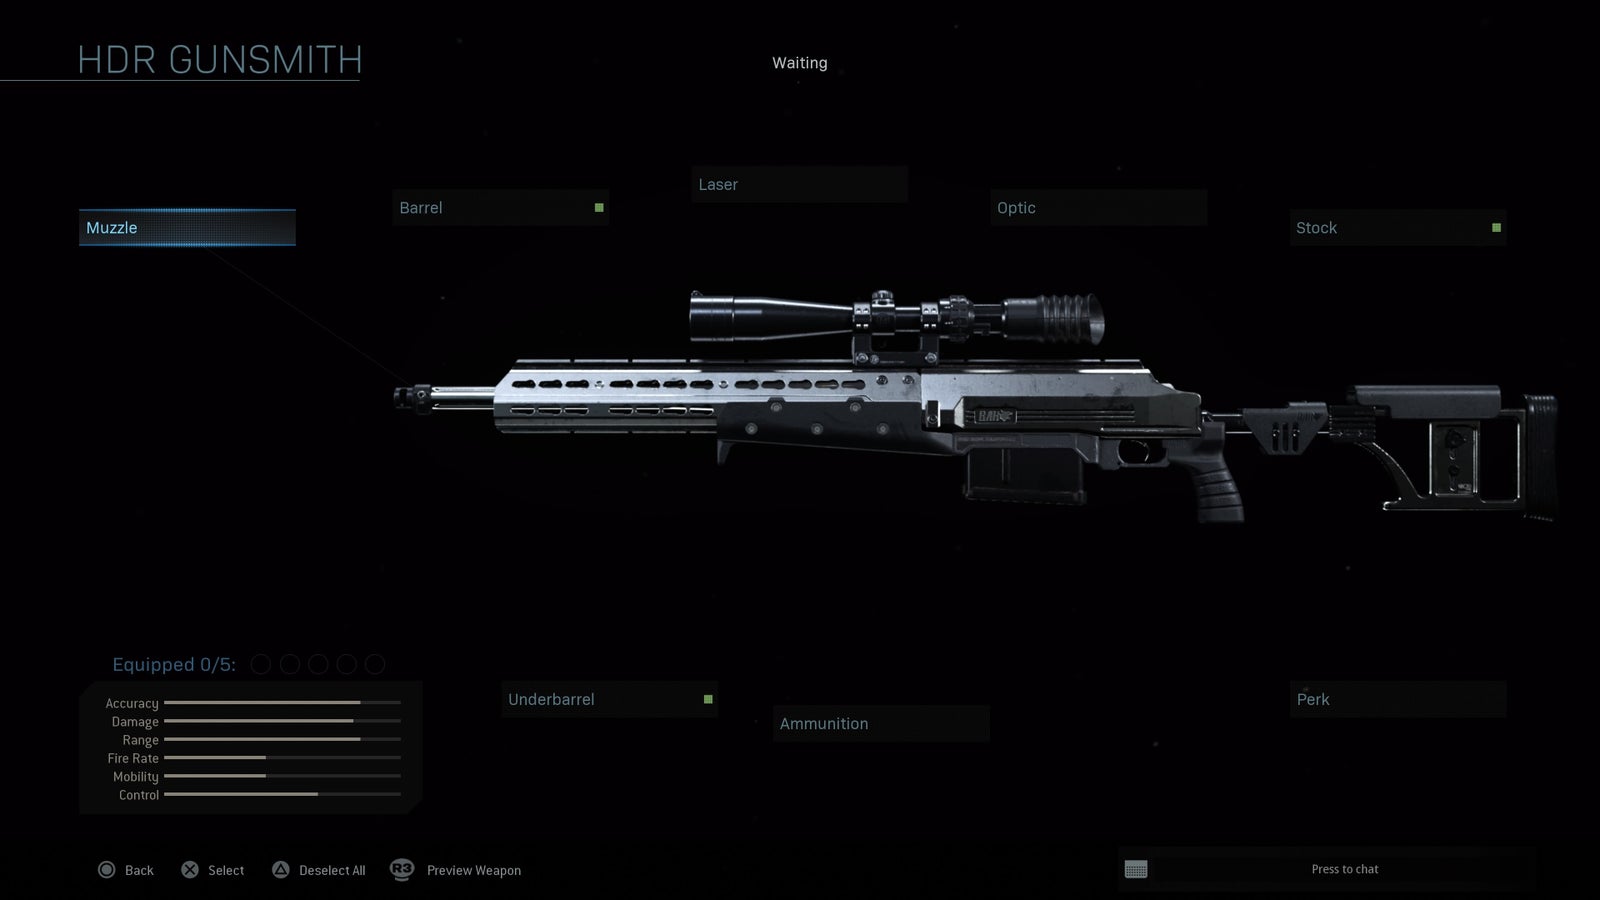 HDR GUNSMITH
Waiting
Laser
Barrel
Optic
Muzzle
Stock
Equipped 0/5:
Accuracy
Damage
Range
Fire Rate
Mobility
Control
Underbarrel
Ammunition
Perk
Back
Select
Deselect All
R3
Preview Weapon
Press to chat